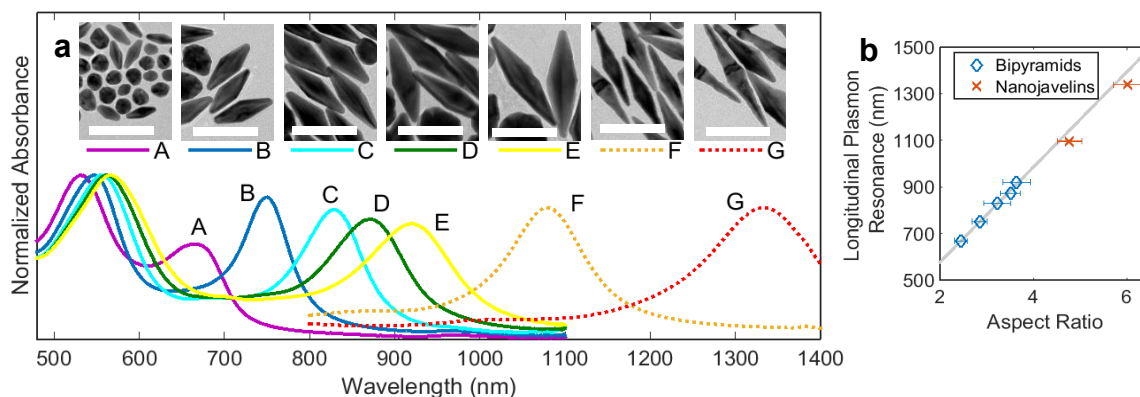 a
A B C D E F G
A
B
C
D
E
F
G
Normalized Absorbance
500 600 700 800 900 1000 1100 1200 1300 1400
Wavelength (nm)
b
Bipyramids
Nanojavelins
Longitudinal Plasmon
Resonance (nm)
1500
1300
1100
900
700
500
2 4 6
Aspect Ratio